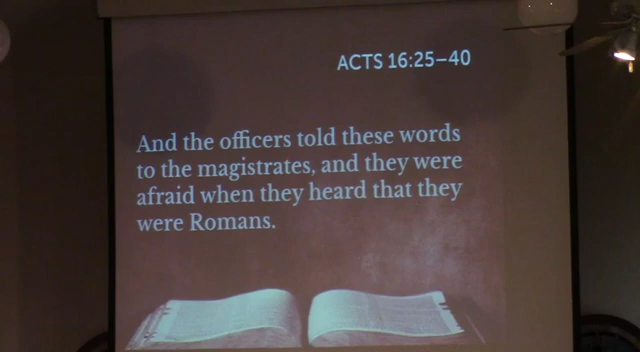 ACTS 16:25–40
And the officers told these words
to the magistrates, and they were
afraid when they heard that they
were Romans.